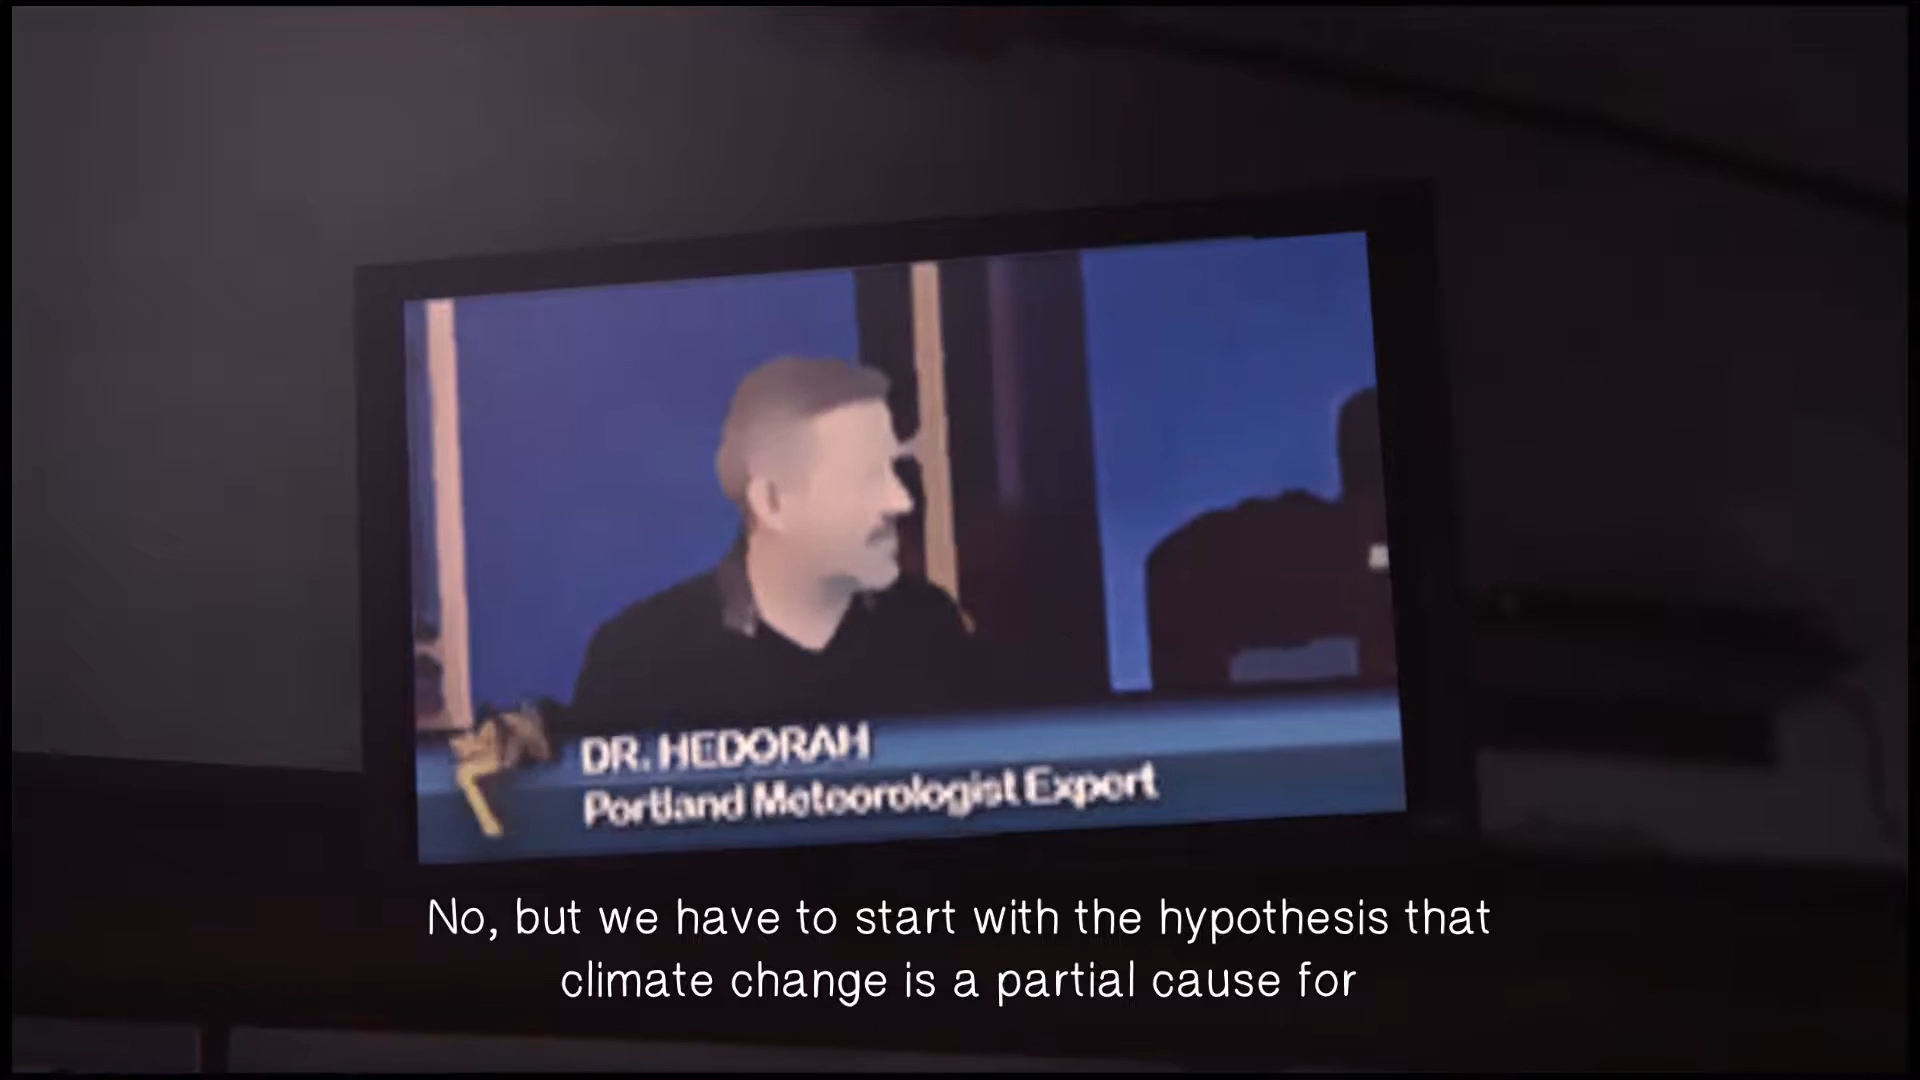 DR. HEDORAH
Portland Meteorologist Expert
No, but we have to start with the hypothesis that
climate change is a partial cause for